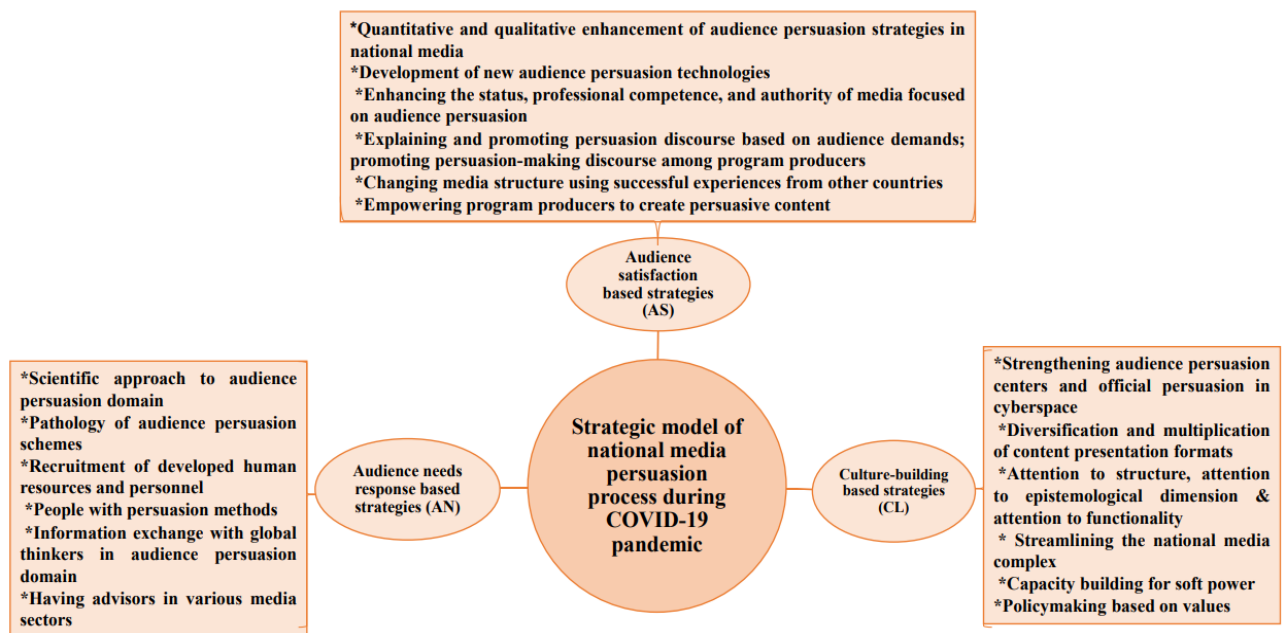 *Quantitative and qualitative enhancement of audience persuasion strategies in
national media
*Development of new audience persuasion technologies
*Enhancing the status, professional competence, and authority of media focused
on audience persuasion
*Explaining and promoting persuasion discourse based on audience demands;
promoting persuasion-making discourse among program producers
*Changing media structure using successful experiences from other countries
*Empowering program producers to create persuasive content
Audience
satisfaction
based strategies
(AS)
*Scientific approach to audience
persuasion domain
*Pathology of audience persuasion
schemes
*Recruitment of developed human
resources and personnel
*People with persuasion methods
*Information exchange with global
thinkers in audience persuasion
domain
*Having advisors in various media
sectors
Audience needs
response based
strategies (AN)
Strategic model of
national media
persuasion
process during
COVID-19
pandemic
Culture-building
based strategies
(CL)
*Strengthening audience persuasion
centers and official persuasion in
cyberspace
*Diversification and multiplication
of content presentation formats
*Attention to structure, attention
to epistemological dimension &
attention to functionality
* Streamlining the national media
complex
*Capacity building for soft power
*Policymaking based on values